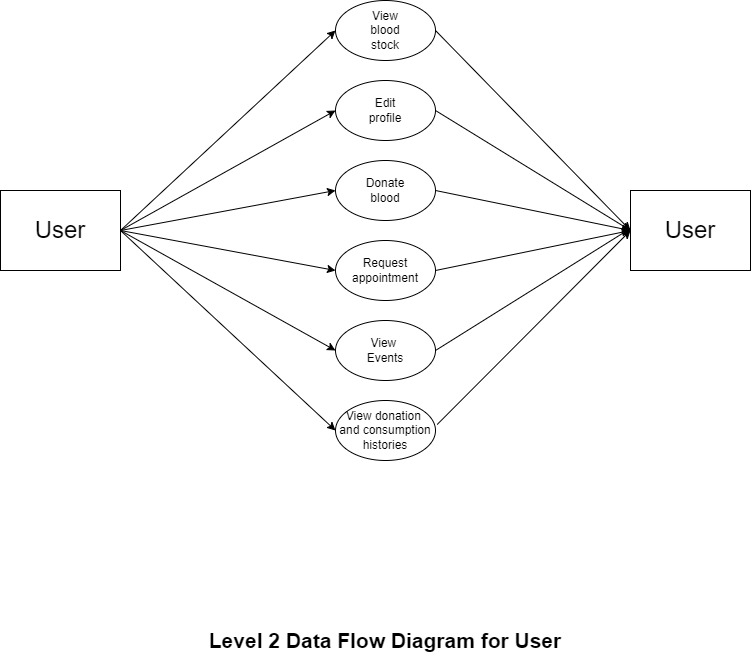 View
blood
stock
Edit
profile
Donate
blood
User
User
Request
appointment
View
Events
View donation
and consumption
histories
Level 2 Data Flow Diagram for User